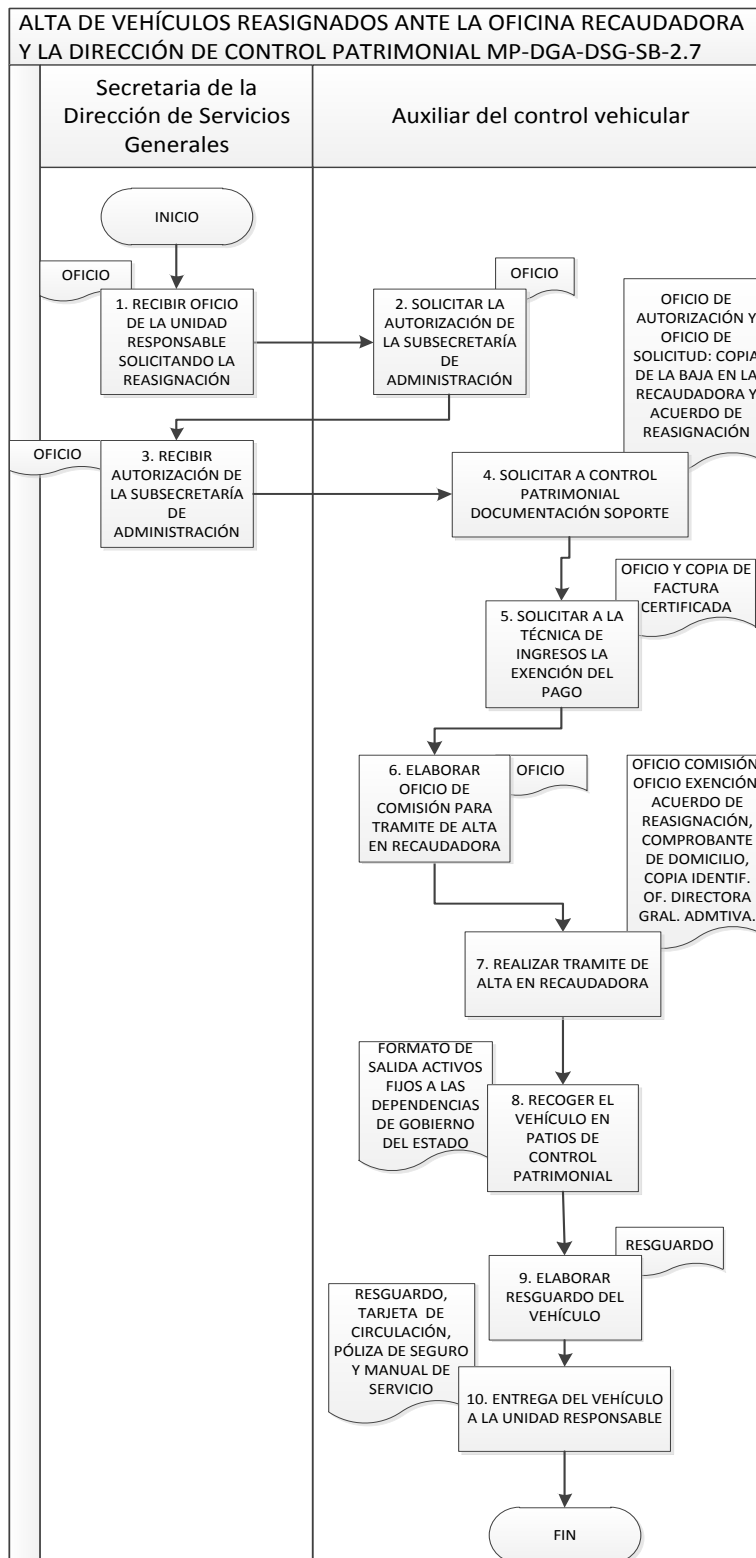 ALTA DE VEHÍCULOS REASIGNADOS ANTE LA OFICINA RECAUDADORA
Y LA DIRECCIÓN DE CONTROL PATRIMONIAL MP-DGA-DSG-SB-2.7
Secretaria de la
Dirección de Servicios
Generales
Auxiliar del control vehicular
INICIO
OFICIO
1. RECIBIR OFICIO
DE LA UNIDAD
RESPONSABLE
SOLICITANDO LA
REASIGNACIÓN
OFICIO
2. SOLICITAR LA
AUTORIZACIÓN DE
LA SUBSECRETARÍA
DE
ADMINISTRACIÓN
OFICIO DE
AUTORIZACIÓN Y
OFICIO DE
SOLICITUD: COPIA
DE LA BAJA EN LA
RECAUDADORA Y
ACUERDO DE
REASIGNACIÓN
OFICIO
3. RECIBIR
AUTORIZACIÓN DE
LA SUBSECRETARÍA
DE
ADMINISTRACIÓN
4. SOLICITAR A CONTROL
PATRIMONIAL
DOCUMENTACIÓN SOPORTE
OFICIO Y COPIA DE
FACTURA
CERTIFICADA
5. SOLICITAR A LA
TÉCNICA DE
INGRESOS LA
EXENCIÓN DEL
PAGO
6. ELABORAR
OFICIO DE
COMISIÓN PARA
TRAMITE DE ALTA
EN RECAUDADORA
OFICIO
OFICIO COMISIÓN
OFICIO EXENCIÓN
ACUERDO DE
REASIGNACIÓN,
COMPROBANTE
DE DOMICILIO,
COPIA IDENTIF.
OF. DIRECTORA
GRAL. ADMTIVA.
7. REALIZAR TRAMITE DE
ALTA EN RECAUDADORA
FORMATO DE
SALIDA ACTIVOS
FIJOS A LAS
DEPENDENCIAS
DE GOBIERNO
DEL ESTADO
8. RECOGER EL
VEHÍCULO EN
PATIOS DE
CONTROL
PATRIMONIAL
RESGUARDO
9. ELABORAR
RESGUARDO DEL
VEHÍCULO
RESGUARDO,
TARJETA DE
CIRCULACIÓN,
PÓLIZA DE SEGURO
Y MANUAL DE
SERVICIO
10. ENTREGA DEL VEHÍCULO
A LA UNIDAD RESPONSABLE
FIN